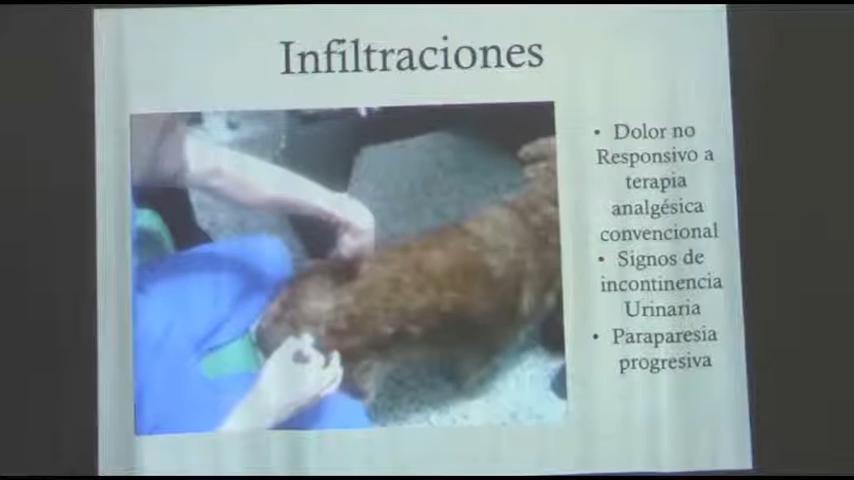 Infiltraciones
• Dolor no
Responsivo a
terapia
analgésica
convencional
• Signos de
incontinencia
Urinaria
• Paraparesia
progresiva